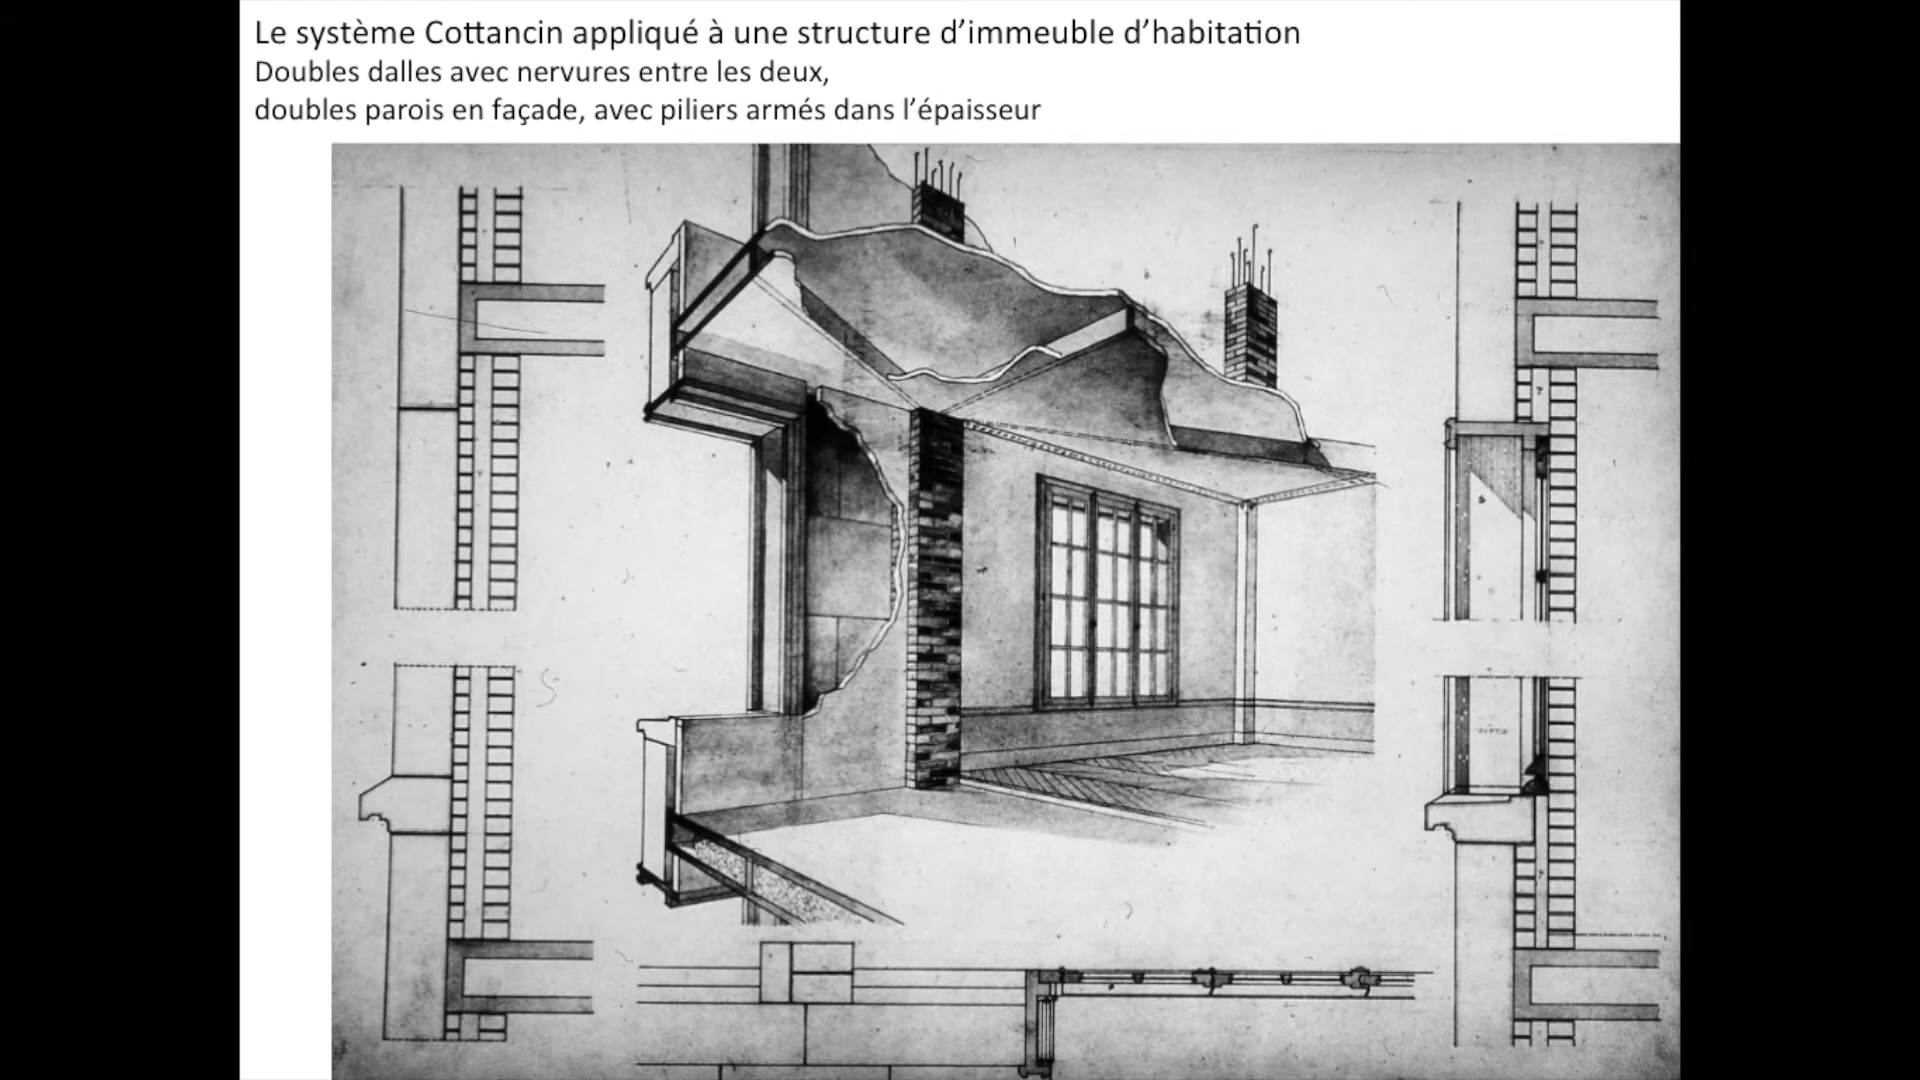 Le système Cottancin appliqué à une structure d’immeuble d’habitation
Doubles dalles avec nervures entre les deux,
doubles parois en façade, avec piliers armés dans l’épaisseur